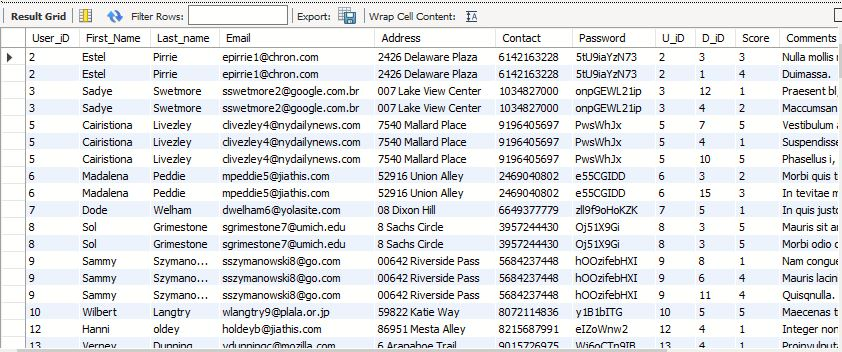 Result Grid Filter Rows: Export: Wrap Cell Content:
User_iD First_Name Last_name Email Address Contact Password U_iD D_iD Score Comments
2 Estel Pirrie epirrie1@chron.com 2426 Delaware Plaza 6142163228 5tU9iaYzN73 2 3 3 Nulla mollis
2 Estel Pirrie epirrie1@chron.com 2426 Delaware Plaza 6142163228 5tU9iaYzN73 2 1 4 Duimassa.
3 Sadye Swetmore sswetmore2@google.com.br 007 Lake View Center 1034827000 onpGEWL21ip 3 12 1 Praesent bl
3 Sadye Swetmore sswetmore2@google.com.br 007 Lake View Center 1034827000 onpGEWL21ip 3 4 2 Maccumsan
5 Cairistiona Livezley clivezley4@nydailynews.com 7540 Mallard Place 9196405697 PwsWhJx 5 7 5 Vestibulum
5 Cairistiona Livezley clivezley4@nydailynews.com 7540 Mallard Place 9196405697 PwsWhJx 5 4 1 Suspendisse
5 Cairistiona Livezley clivezley4@nydailynews.com 7540 Mallard Place 9196405697 PwsWhJx 5 10 5 Phasellus i,
6 Madalena Peddie mpeddie5@jiathis.com 52916 Union Alley 2469040802 e55CGIDD 6 3 2 Morbi quis t
6 Madalena Peddie mpeddie5@jiathis.com 52916 Union Alley 2469040802 e55CGIDD 6 15 3 In tevitae m
7 Dode Welham dwelham6@yolasite.com 08 Dixon Hill 6649377779 zll9f9oHoKZK 7 5 1 In quis justo
8 Sol Grimestone sgrimestone7@umich.edu 8 Sachs Circle 3957244430 Oj51X9Gi 8 3 5 Mauris sit ar
8 Sol Grimestone sgrimestone7@umich.edu 8 Sachs Circle 3957244430 Oj51X9Gi 8 3 5 Morbi odio c
9 Sammy Szymano... sszymanowski8@go.com 00642 Riverside Pass 5684237448 hOOzifebHXI 9 8 1 Nam congue
9 Sammy Szymano... sszymanowski8@go.com 00642 Riverside Pass 5684237448 hOOzifebHXI 9 6 4 Mauris lacin
9 Sammy Szymano... sszymanowski8@go.com 00642 Riverside Pass 5684237448 hOOzifebHXI 9 11 4 Quisqnulla.
10 Wilbert Langtry wlangtry9@plala.or.jp 59822 Katie Way 8072114836 y1B1bITG 10 5 5 Maecenas t
12 Hanni oldey holdeyb@jiathis.com 86951 Mesta Alley 8215687991 eIZoWnw2 12 4 1 Integer non
13 Verney Dunning vdunningc@mozilla.com 6 Arapahoe Trail 9015726975 Wi6oCTn9IB 13 4 1 Proinvulputa